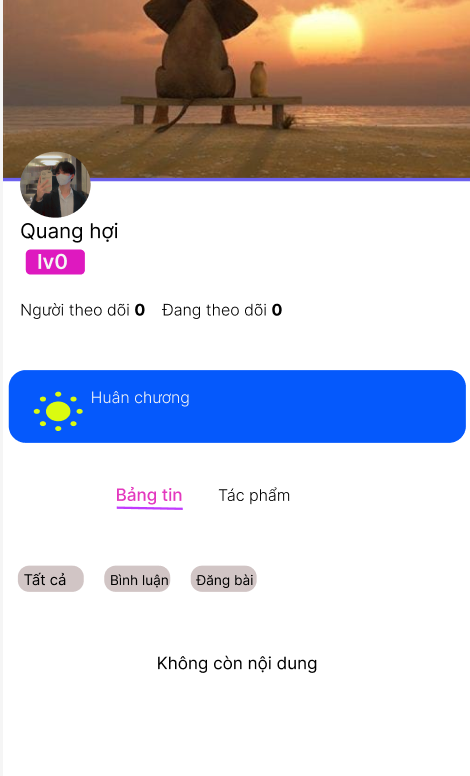 Quang hợi
lv0
Người theo dõi 0 Đang theo dõi 0
Huân chương
Bảng tin Tác phẩm
Tất cả Bình luận Đăng bài
Không còn nội dung